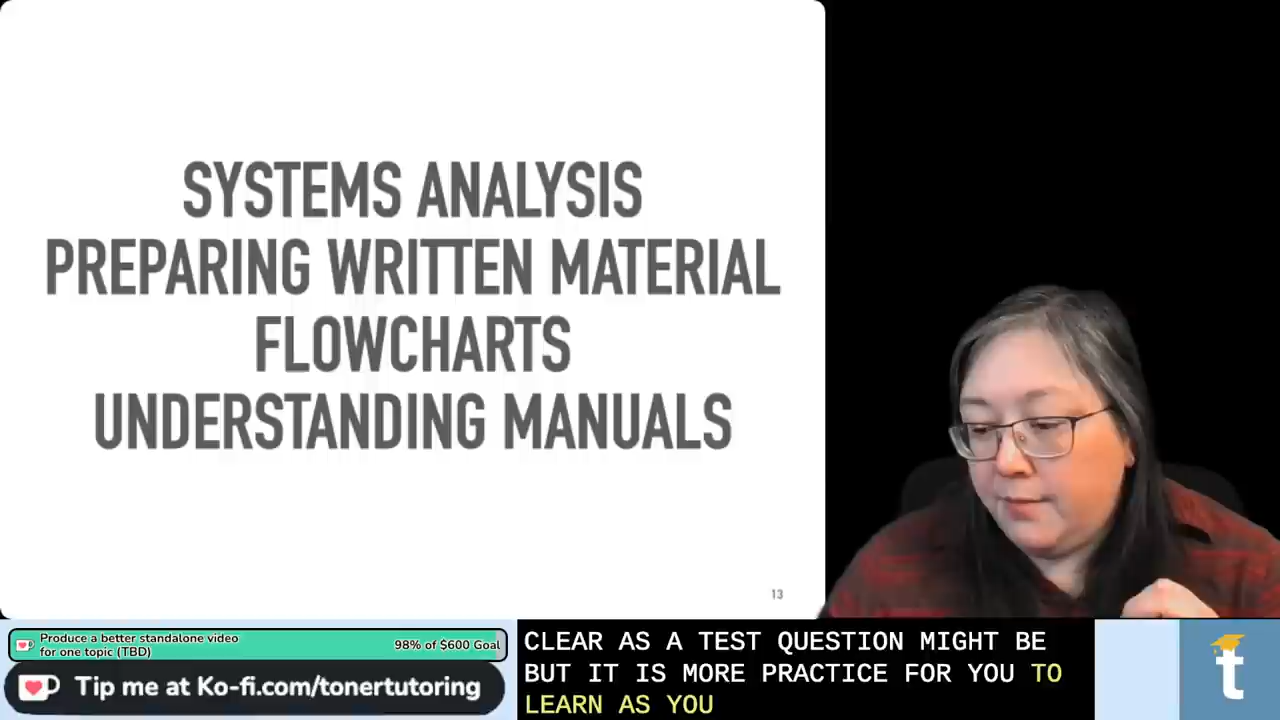 SYSTEMS ANALYSIS
PREPARING WRITTEN MATERIAL
FLOWCHARTS
UNDERSTANDING MANUALS
13
Produce a better standalone video
for one topic (TBD)
98% of $600 Goal
Tip me at Ko-fi.com/tonertutoring
CLEAR AS A TEST QUESTION MIGHT BE
BUT IT IS MORE PRACTICE FOR YOU TO
LEARN AS YOU
t